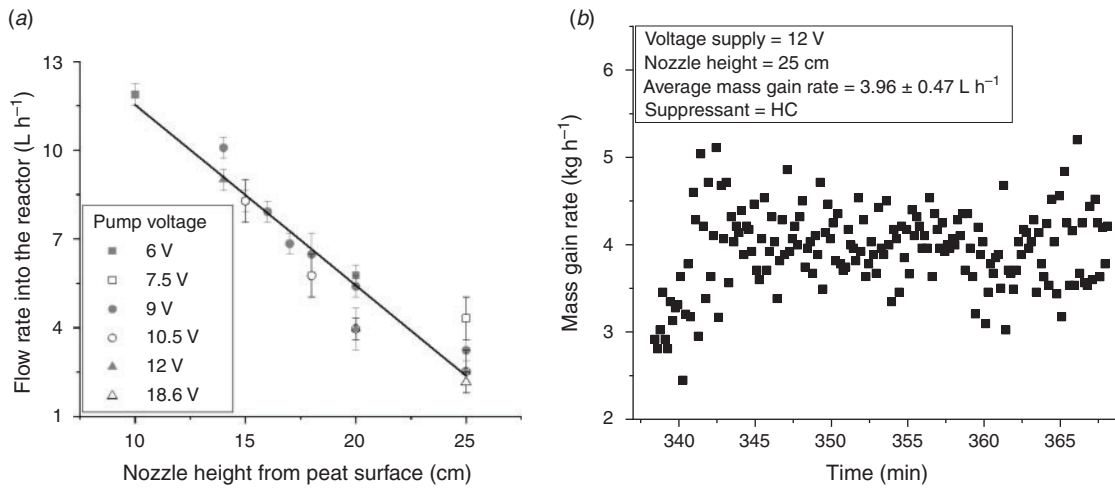 (a)
Flow rate into the reactor (L h⁻¹)
13
10
7
4
1
Pump voltage
6 V
7.5 V
9 V
10.5 V
12 V
18.6 V
10
15
20
25
Nozzle height from peat surface (cm)
(b)
Mass gain rate (kg h⁻¹)
6
5
4
3
2
Voltage supply = 12 V
Nozzle height = 25 cm
Average mass gain rate = 3.96 ± 0.47 L h⁻¹
Suppressant = HC
340
345
350
355
360
365
Time (min)